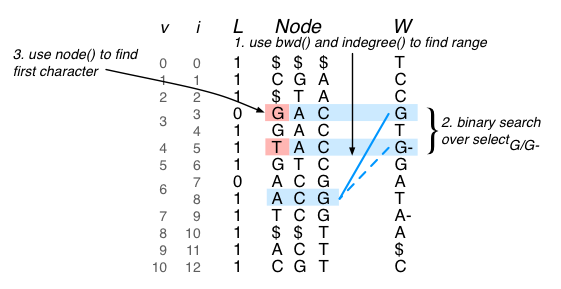 v i L Node W
1. use bwd() and indegree() to find range
3. use node() to find
first character
0 0 1 $ $ $ T
1 1 1 C G A C
2 2 1 $ T A C
3 3 0 G A C G
4 1 G A C T
4 5 1 T A C G-
5 6 1 G T C G
6 7 0 A C G A
8 1 A C G T
7 9 1 T C G A-
8 10 1 $ $ T A
9 11 1 A C T $
10 12 1 C G T C
2. binary search
over select G/G-